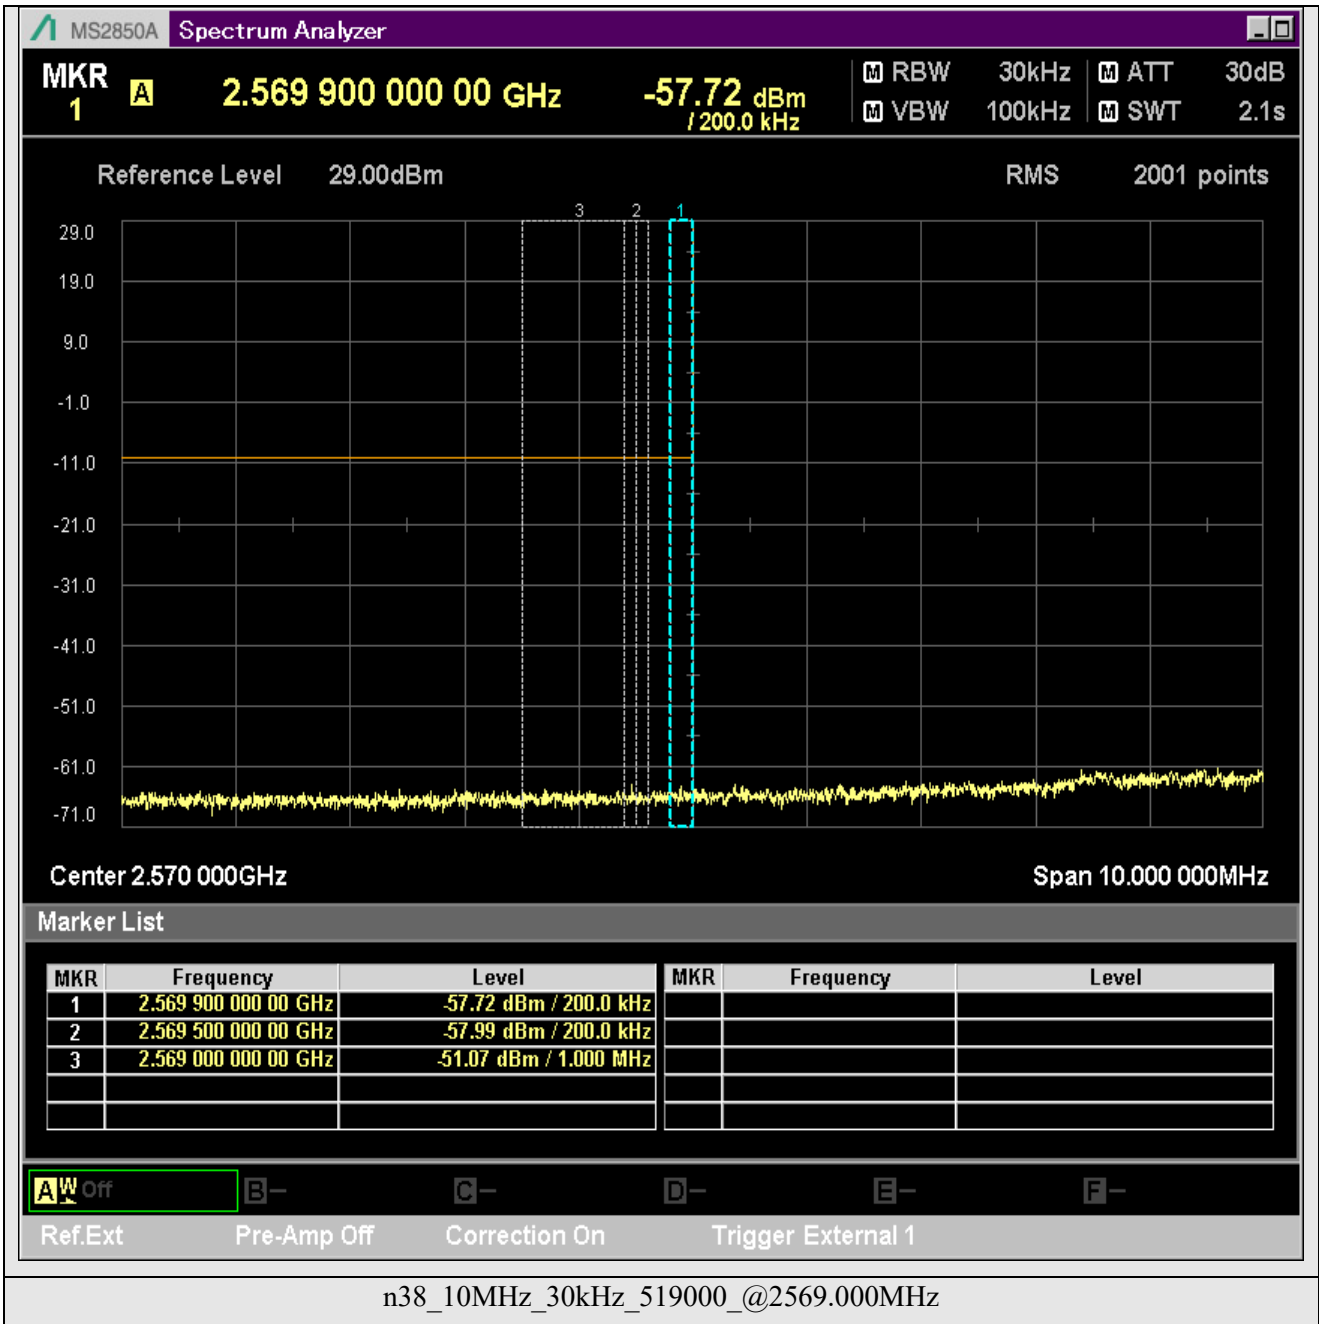 MS2850A Spectrum Analyzer
MKR 1 A 2.569 900 000 00 GHz -57.72 dBm / 200.0 kHz
M RBW 30kHz M ATT 30dB
M VBW 100kHz M SWT 2.1s
Reference Level 29.00dBm RMS 2001 points
3 2 1
29.0
19.0
9.0
-1.0
-11.0
-21.0
-31.0
-41.0
-51.0
-61.0
-71.0
Center 2.570 000GHz Span 10.000 000MHz
Marker List
MKR Frequency Level MKR Frequency Level
1 2.569 900 000 00 GHz -57.72 dBm / 200.0 kHz
2 2.569 500 000 00 GHz -57.99 dBm / 200.0 kHz
3 2.569 000 000 00 GHz -51.07 dBm / 1.000 MHz
A W Off B - C - D - E - F -
Ref.Ext Pre-Amp Off Correction On Trigger External 1
n38_10MHz_30kHz_519000_@2569.000MHz